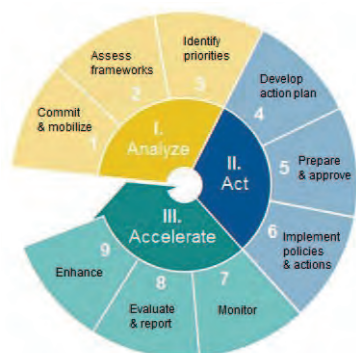 Commit
& mobilize
1
Assess
frameworks
2
Identify
priorities
3
I.
Analyze
Develop
action plan
4
Prepare
& approve
5
Implement
policies
& actions
6
II.
Act
Monitor
7
Evaluate
& report
8
Enhance
9
III.
Accelerate